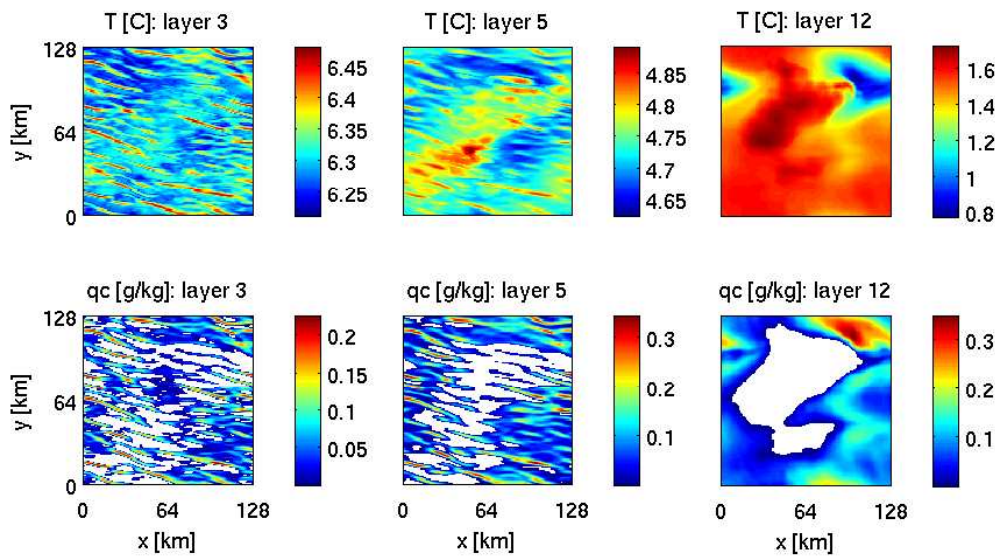 T [C]: layer 3
T [C]: layer 5
T [C]: layer 12
128
64
0
y [km]
6.45
6.4
6.35
6.3
6.25
4.85
4.8
4.75
4.7
4.65
1.6
1.4
1.2
1
0.8
qc [g/kg]: layer 3
qc [g/kg]: layer 5
qc [g/kg]: layer 12
128
64
0
y [km]
0.2
0.15
0.1
0.05
0.3
0.2
0.1
0.3
0.2
0.1
0 64 128
0 64 128
0 64 128
x [km]
x [km]
x [km]